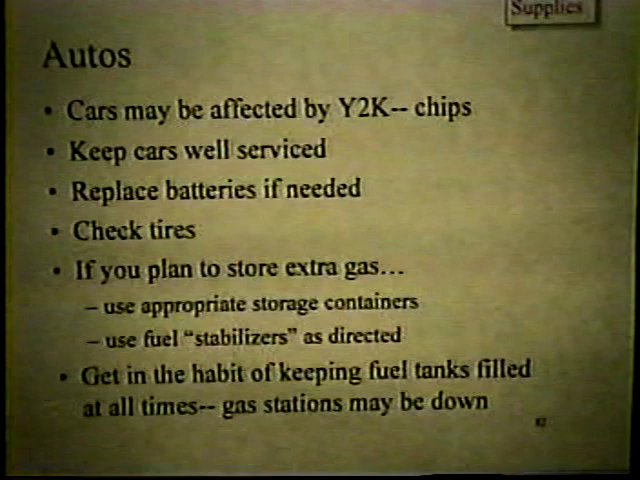 Supplies
Autos
• Cars may be affected by Y2K-- chips
• Keep cars well serviced
• Replace batteries if needed
• Check tires
• If you plan to store extra gas…
– use appropriate storage containers
– use fuel “stabilizers” as directed
• Get in the habit of keeping fuel tanks filled
at all times-- gas stations may be down